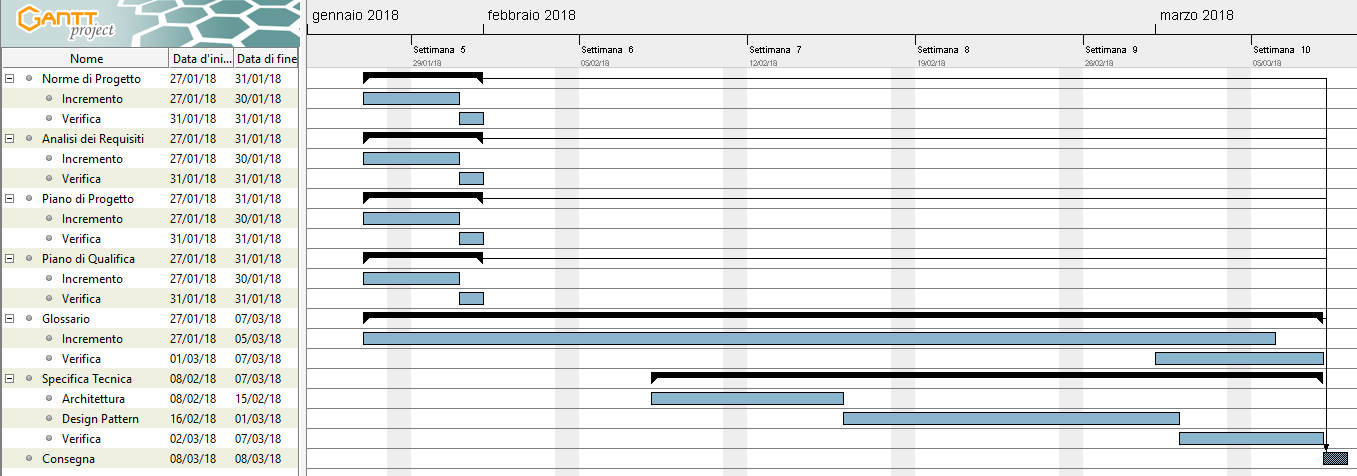 GANTT
project
gennaio 2018 febbraio 2018 marzo 2018
Settimana 5 Settimana 6 Settimana 7 Settimana 8 Settimana 9 Settimana 10
29/01/18 05/02/18 12/02/18 19/02/18 26/02/18 05/03/18
Nome Data d'ini... Data di fine
Norme di Progetto 27/01/18 31/01/18
Incremento 27/01/18 30/01/18
Verifica 31/01/18 31/01/18
Analisi dei Requisiti 27/01/18 31/01/18
Incremento 27/01/18 30/01/18
Verifica 31/01/18 31/01/18
Piano di Progetto 27/01/18 31/01/18
Incremento 27/01/18 30/01/18
Verifica 31/01/18 31/01/18
Piano di Qualifica 27/01/18 31/01/18
Incremento 27/01/18 30/01/18
Verifica 31/01/18 31/01/18
Glossario 27/01/18 07/03/18
Incremento 27/01/18 05/03/18
Verifica 01/03/18 07/03/18
Specifica Tecnica 08/02/18 07/03/18
Architettura 08/02/18 15/02/18
Design Pattern 16/02/18 01/03/18
Verifica 02/03/18 07/03/18
Consegna 08/03/18 08/03/18